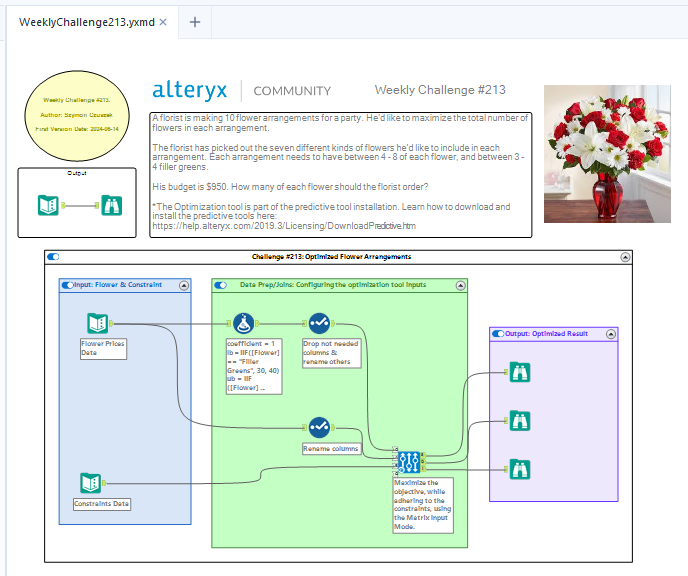 WeeklyChallenge213.yxmd
alteryx COMMUNITY
Weekly Challenge #213
Weekly Challenge #213.
Author: Szymon Czuszek
First Version Date: 2024-06-14
Output
A florist is making 10 flower arrangements for a party. He'd like to maximize the total number of
flowers in each arrangement.
The florist has picked out the seven different kinds of flowers he'd like to include in each
arrangement. Each arrangement needs to have between 4 - 8 of each flower, and between 3 -
4 filler greens.
His budget is $950. How many of each flower should the florist order?
*The Optimization tool is part of the predictive tool installation. Learn how to download and
install the predictive tools here:
https://help.alteryx.com/2019.3/Licensing/DownloadPredictive.htm
Challenge #213: Optimized Flower Arrangements
Input: Flower & Constraint
Flower Prices
Data
Constraints Data
Data Prep/Joins: Configuring the optimization tool inputs
coefficient = 1
lb = IIF([Flower]
== "Filler
Greens", 30, 40)
ub = IIF
([Flower] ...
Drop not needed
columns &
rename others
Rename columns
Maximize the
objective, while
adhering to the
constraints, using
the Matrix Input
Mode.
Output: Optimized Result